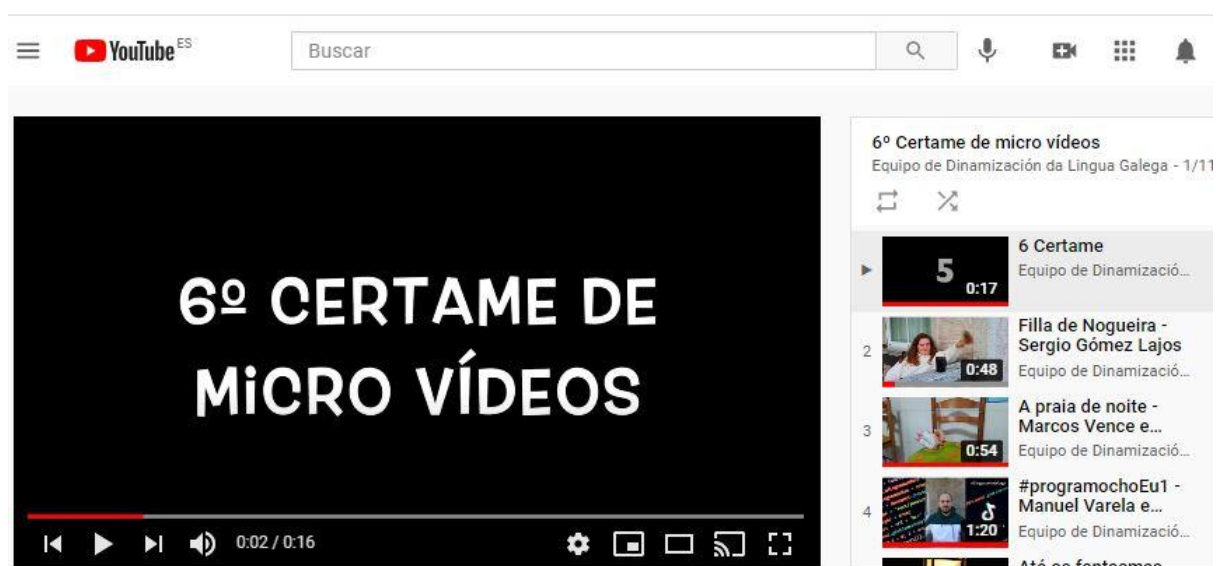 YouTube ES
Buscar
6º CERTAME DE
MiCRO VÍDEOS
0:02 / 0:16
6º Certame de micro vídeos
Equipo de Dinamización da Lingua Galega - 1/11
5
0:17
6 Certame
Equipo de Dinamizació...
2
0:48
Filla de Nogueira -
Sergio Gómez Lajos
Equipo de Dinamizació...
3
0:54
A praia de noite -
Marcos Vence e...
Equipo de Dinamizació...
4
1:20
#programochoEu1 -
Manuel Varela e...
Equipo de Dinamizació...